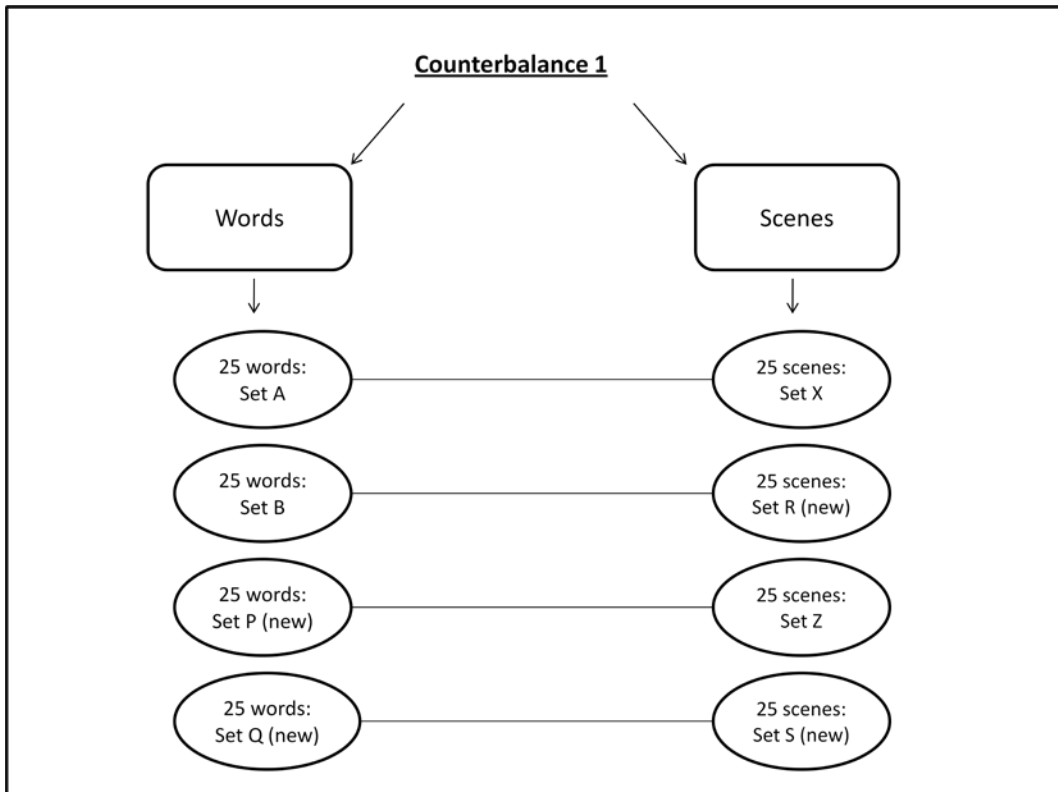 Counterbalance 1
Words
Scenes
25 words:
Set A
25 scenes:
Set X
25 words:
Set B
25 scenes:
Set R (new)
25 words:
Set P (new)
25 scenes:
Set Z
25 words:
Set Q (new)
25 scenes:
Set S (new)